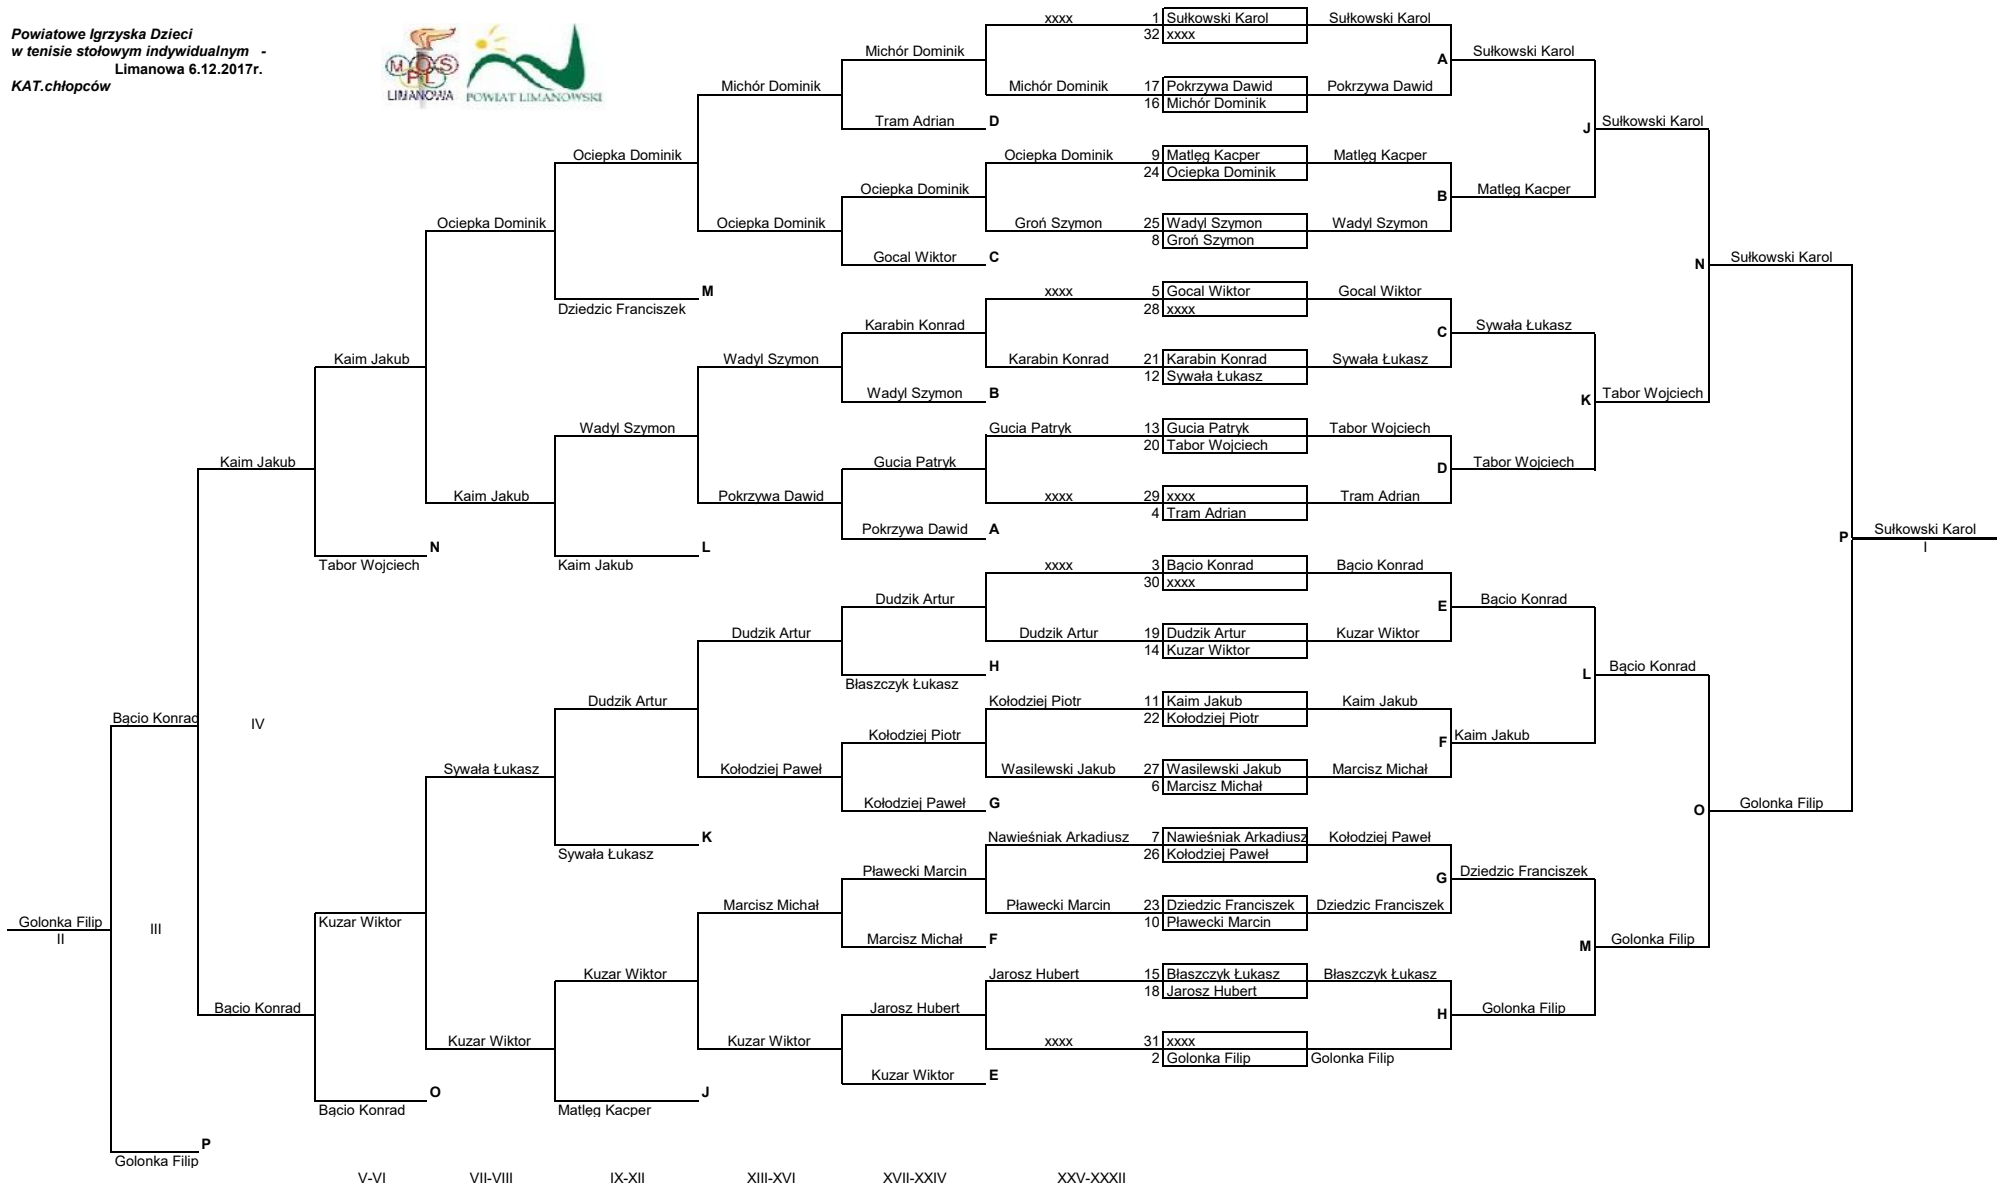 Powiatowe Igrzyska Dzieci
w tenisie stołowym indywidualnym -
Limanowa 6.12.2017r.
KAT.chłopców
M O S
P L
LIMANOWA POWIAT LIMANOWSKI
xxxx 1 Sułkowski Karol Sułkowski Karol
32 xxxx
Michór Dominik A Sułkowski Karol
Michór Dominik Michór Dominik 17 Pokrzywa Dawid Pokrzywa Dawid
16 Michór Dominik
Tram Adrian D J Sułkowski Karol
Ociepka Dominik Ociepka Dominik 9 Matlęg Kacper Matlęg Kacper
24 Ociepka Dominik
Ociepka Dominik B Matlęg Kacper
Ociepka Dominik Ociepka Dominik Groń Szymon 25 Wadyl Szymon Wadyl Szymon
8 Groń Szymon
Gocal Wiktor C N Sułkowski Karol
M xxxx 5 Gocal Wiktor Gocal Wiktor
Dziedzic Franciszek 28 xxxx
Karabin Konrad C Sywała Łukasz
Kaim Jakub Wadyl Szymon Karabin Konrad 21 Karabin Konrad Sywała Łukasz
12 Sywała Łukasz
Wadyl Szymon B K Tabor Wojciech
Wadyl Szymon Gucia Patryk 13 Gucia Patryk Tabor Wojciech
20 Tabor Wojciech
Kaim Jakub Gucia Patryk D Tabor Wojciech
Kaim Jakub Pokrzywa Dawid xxxx 29 xxxx Tram Adrian
4 Tram Adrian
Pokrzywa Dawid A P Sułkowski Karol
N L I
Tabor Wojciech Kaim Jakub xxxx 3 Bącio Konrad Bącio Konrad
30 xxxx
Dudzik Artur E Bącio Konrad
Dudzik Artur Dudzik Artur 19 Dudzik Artur Kuzar Wiktor
14 Kuzar Wiktor
H L Bącio Konrad
Błaszczyk Łukasz
Dudzik Artur Kołodziej Piotr 11 Kaim Jakub Kaim Jakub
Bącio Konrad IV 22 Kołodziej Piotr
Kołodziej Piotr F Kaim Jakub
Sywała Łukasz Kołodziej Paweł Wasilewski Jakub 27 Wasilewski Jakub Marcisz Michał
6 Marcisz Michał
Kołodziej Paweł G O Golonka Filip
K Nawieśniak Arkadiusz 7 Nawieśniak Arkadiusz Kołodziej Paweł
Sywała Łukasz 26 Kołodziej Paweł
Pławecki Marcin G Dziedzic Franciszek
Marcisz Michał Pławecki Marcin 23 Dziedzic Franciszek Dziedzic Franciszek
Golonka Filip III Kuzar Wiktor 10 Pławecki Marcin
II Marcisz Michał F M Golonka Filip
Kuzar Wiktor Jarosz Hubert 15 Błaszczyk Łukasz Błaszczyk Łukasz
18 Jarosz Hubert
Bącio Konrad Jarosz Hubert H Golonka Filip
Kuzar Wiktor Kuzar Wiktor xxxx 31 xxxx
2 Golonka Filip Golonka Filip
Kuzar Wiktor E
O J
Bącio Konrad Matlęg Kacper
P
Golonka Filip
V-VI VII-VIII IX-XII XIII-XVI XVII-XXIV XXV-XXXII